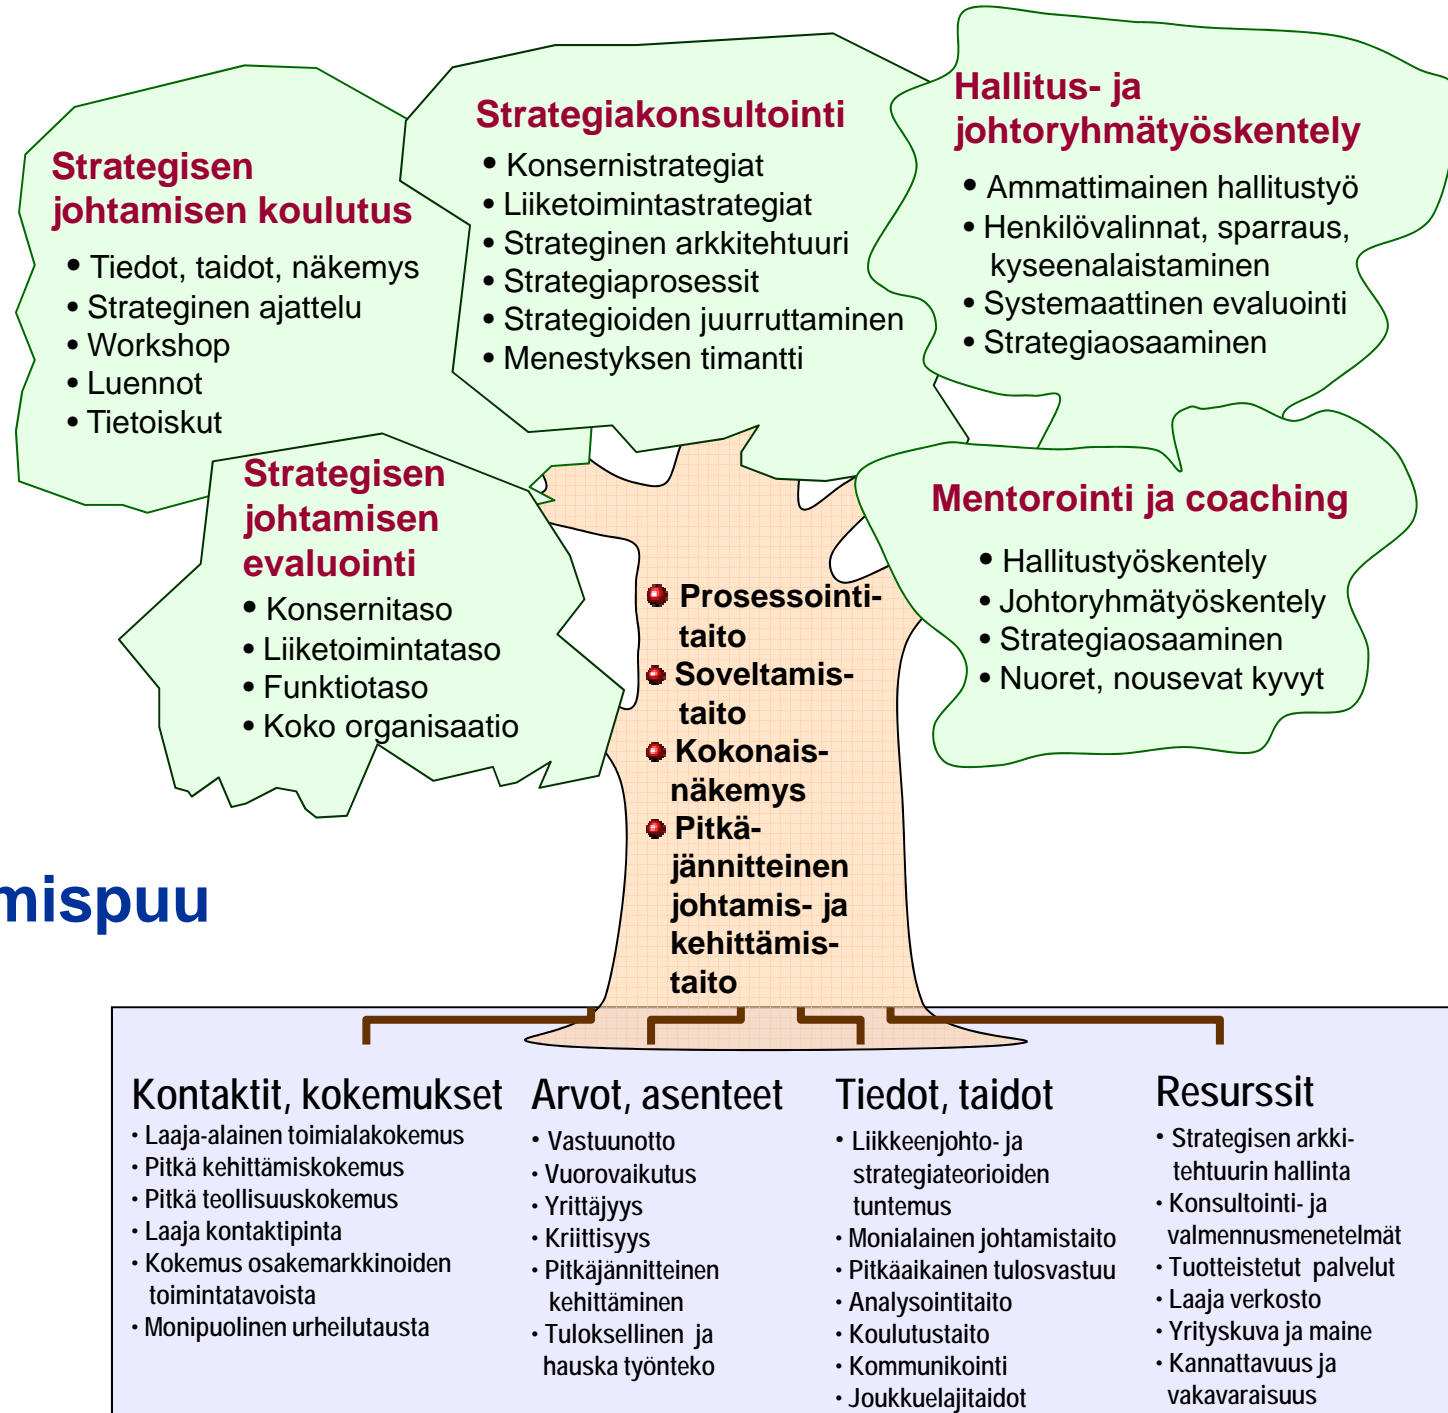 Strategisen
johtamisen koulutus
• Tiedot, taidot, näkemys
• Strateginen ajattelu
• Workshop
• Luennot
• Tietoiskut
Strategiakonsultointi
• Konsernistrategiat
• Liiketoimintastrategiat
• Strateginen arkkitehtuuri
• Strategiaprosessit
• Strategioiden juurruttaminen
• Menestyksen timantti
Hallitus- ja
johtoryhmätyöskentely
• Ammattimainen hallitustyö
• Henkilövalinnat, sparraus,
kyseenalaistaminen
• Systemaattinen evaluointi
• Strategiaosaaminen
Strategisen
johtamisen
evaluointi
• Konsernitaso
• Liiketoimintataso
• Funktiotaso
• Koko organisaatio
Mentorointi ja coaching
• Hallitustyöskentely
• Johtoryhmätyöskentely
• Strategiaosaaminen
• Nuoret, nousevat kyvyt
Prosessointi-
taito
Soveltamis-
taito
Kokonais-
näkemys
Pitkä-
jännitteinen
johtamis- ja
kehittämis-
taito
mispuu
Kontaktit, kokemukset
• Laaja-alainen toimialakokemus
• Pitkä kehittämiskokemus
• Pitkä teollisuuskokemus
• Laaja kontaktipinta
• Kokemus osakemarkkinoiden
toimintatavoista
• Monipuolinen urheilutausta
Arvot, asenteet
• Vastuunotto
• Vuorovaikutus
• Yrittäjyys
• Kriittisyys
• Pitkäjännitteinen
kehittäminen
• Tuloksellinen ja
hauska työnteko
Tiedot, taidot
• Liikkeenjohto- ja
strategiateorioiden
tuntemus
• Monialainen johtamistaito
• Pitkäaikainen tulosvastuu
• Analysointitaito
• Koulutustaito
• Kommunikointi
• Joukkuelajitaidot
Resurssit
• Strategisen arkki-
tehtuurin hallinta
• Konsultointi- ja
valmennusmenetelmät
• Tuotteistetut palvelut
• Laaja verkosto
• Yrityskuva ja maine
• Kannattavuus ja
vakavaraisuus